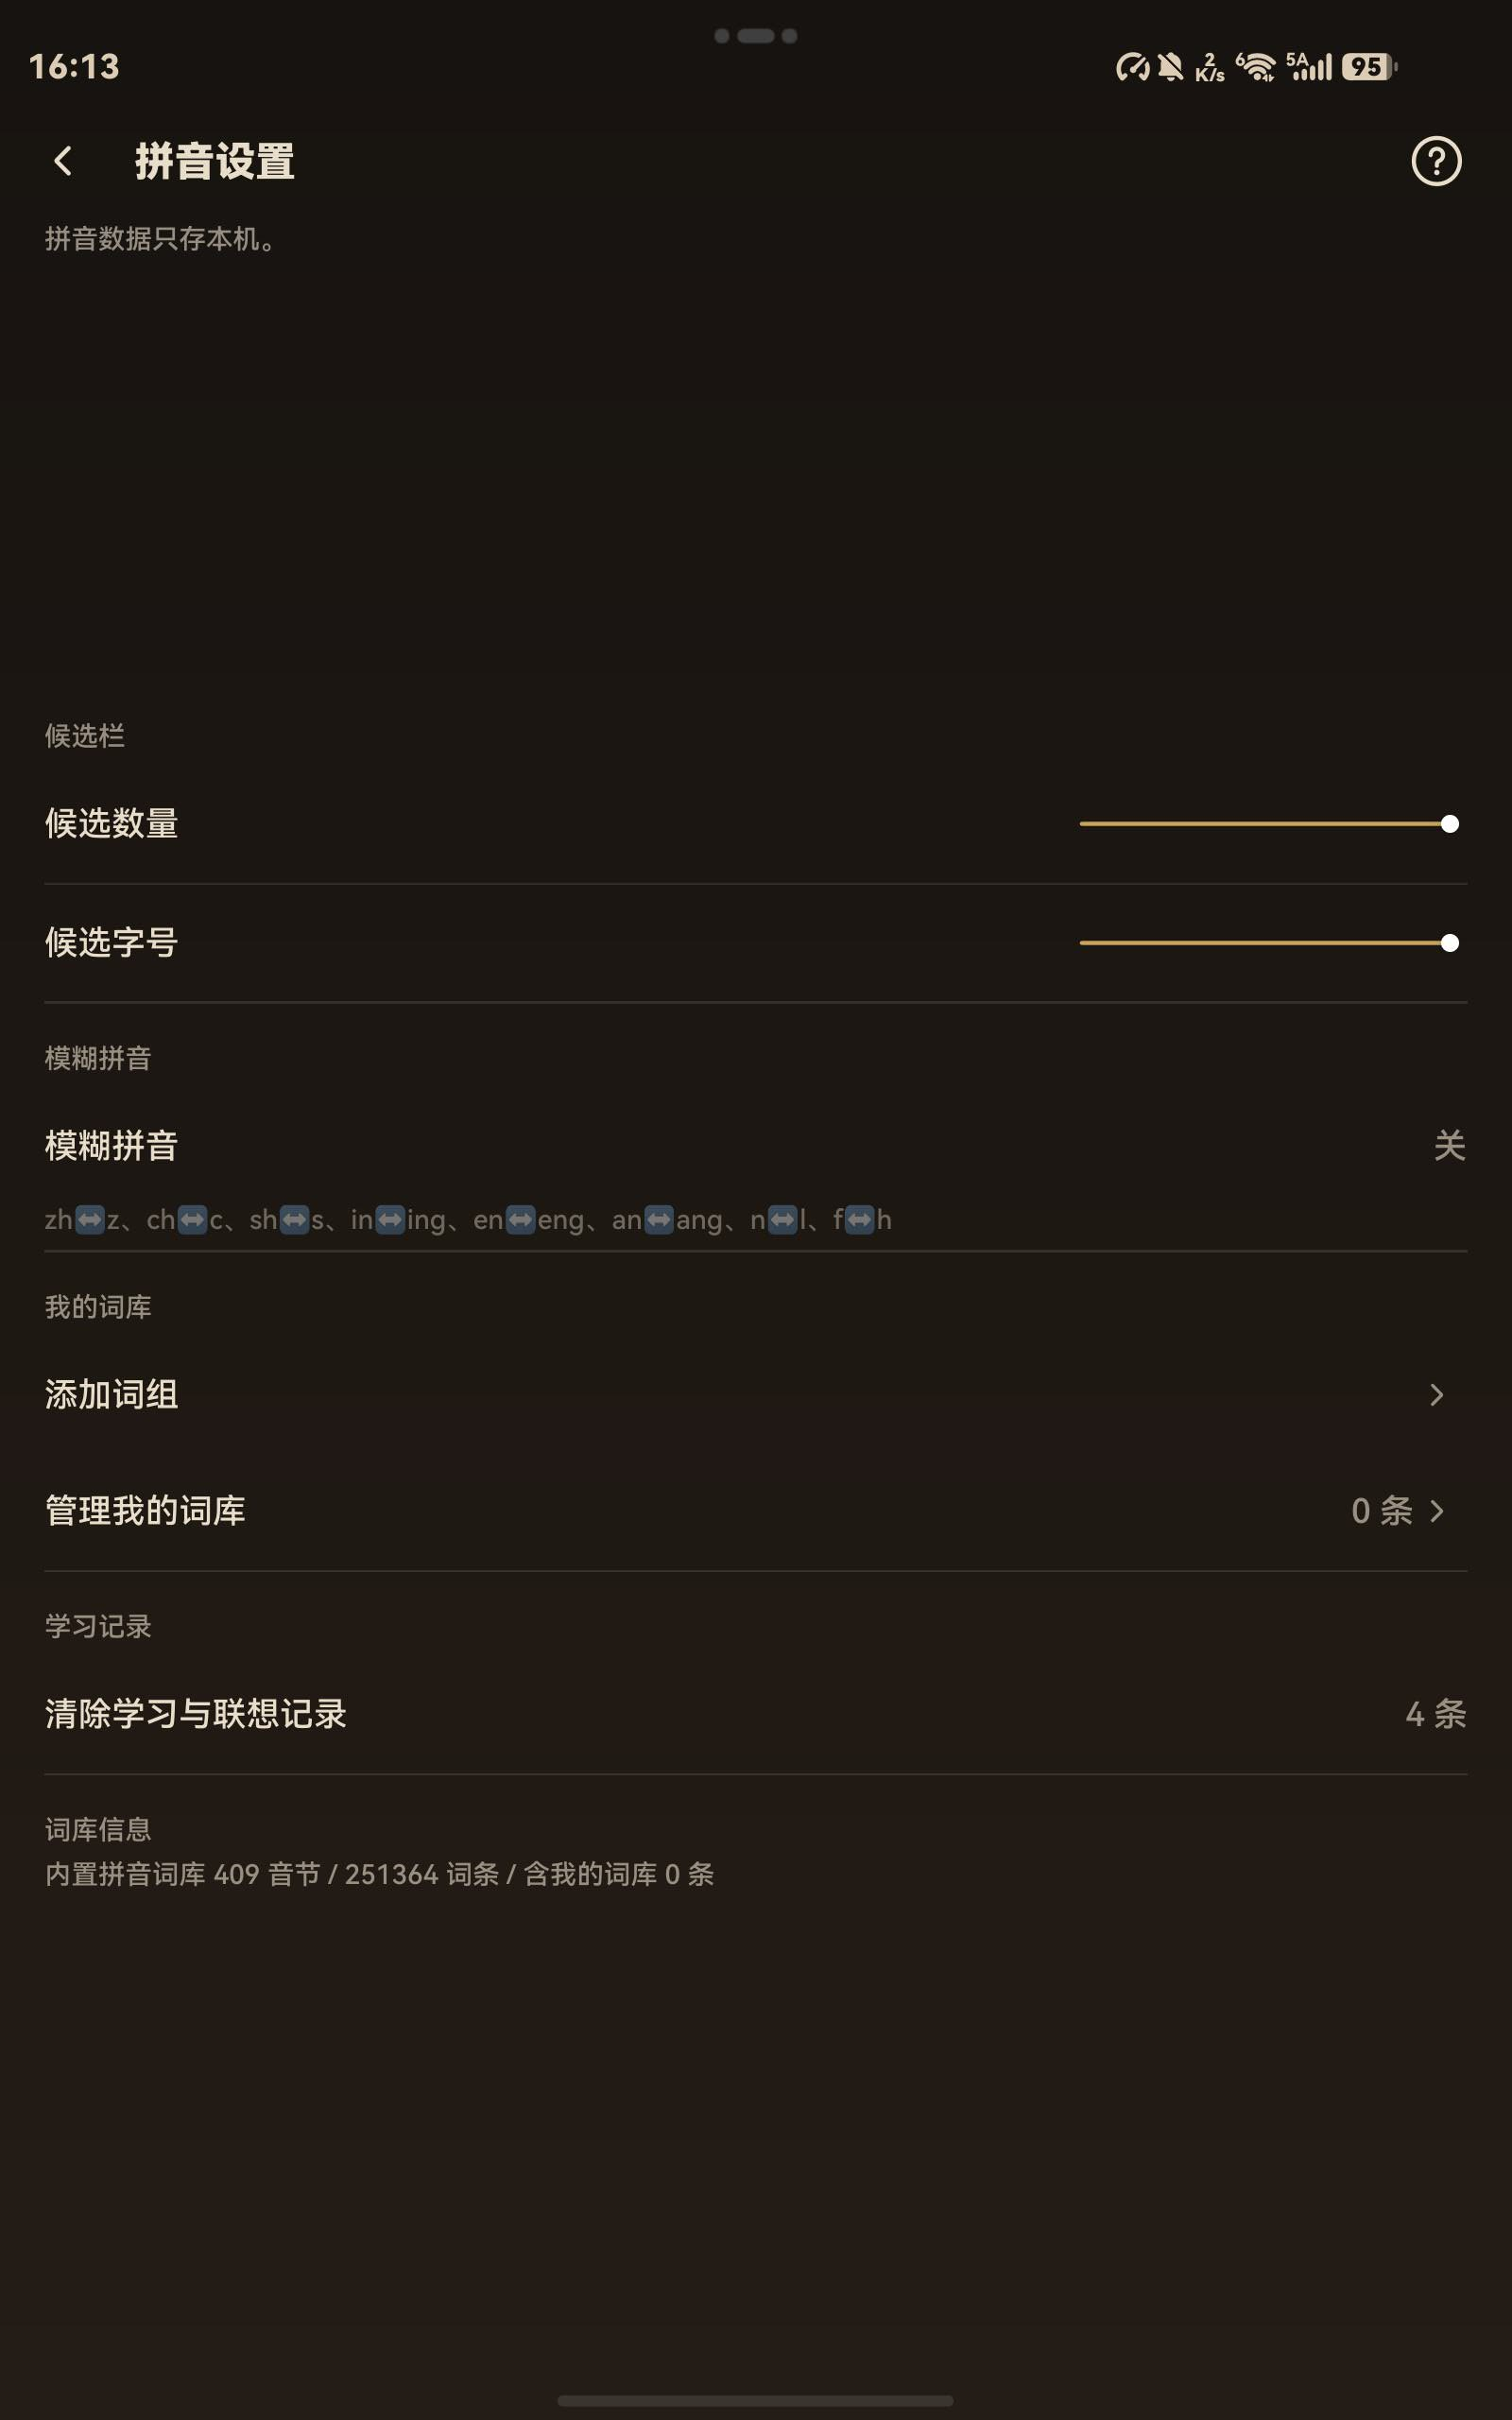 16:13
2 K/s 6 5A 95
拼音设置
拼音数据只存本机。
候选栏
候选数量
候选字号
模糊拼音
模糊拼音 关
zh↔️z、ch↔️c、sh↔️s、in↔️ing、en↔️eng、an↔️ang、n↔️l、f↔️h
我的词库
添加词组
管理我的词库 0 条
学习记录
清除学习与联想记录 4 条
词库信息
内置拼音词库 409 音节 / 251364 词条 / 含我的词库 0 条